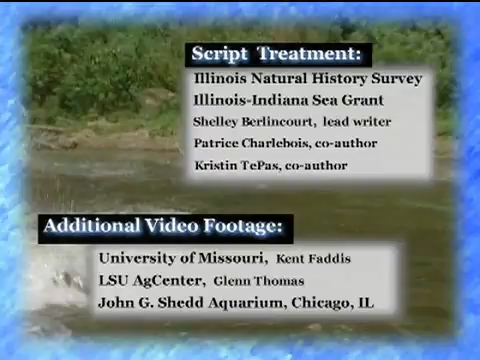 Script Treatment:
Illinois Natural History Survey
Illinois-Indiana Sea Grant
Shelley Berlincourt, lead writer
Patrice Charlebois, co-author
Kristin TePas, co-author
Additional Video Footage:
University of Missouri, Kent Faddis
LSU AgCenter, Glenn Thomas
John G. Shedd Aquarium, Chicago, IL